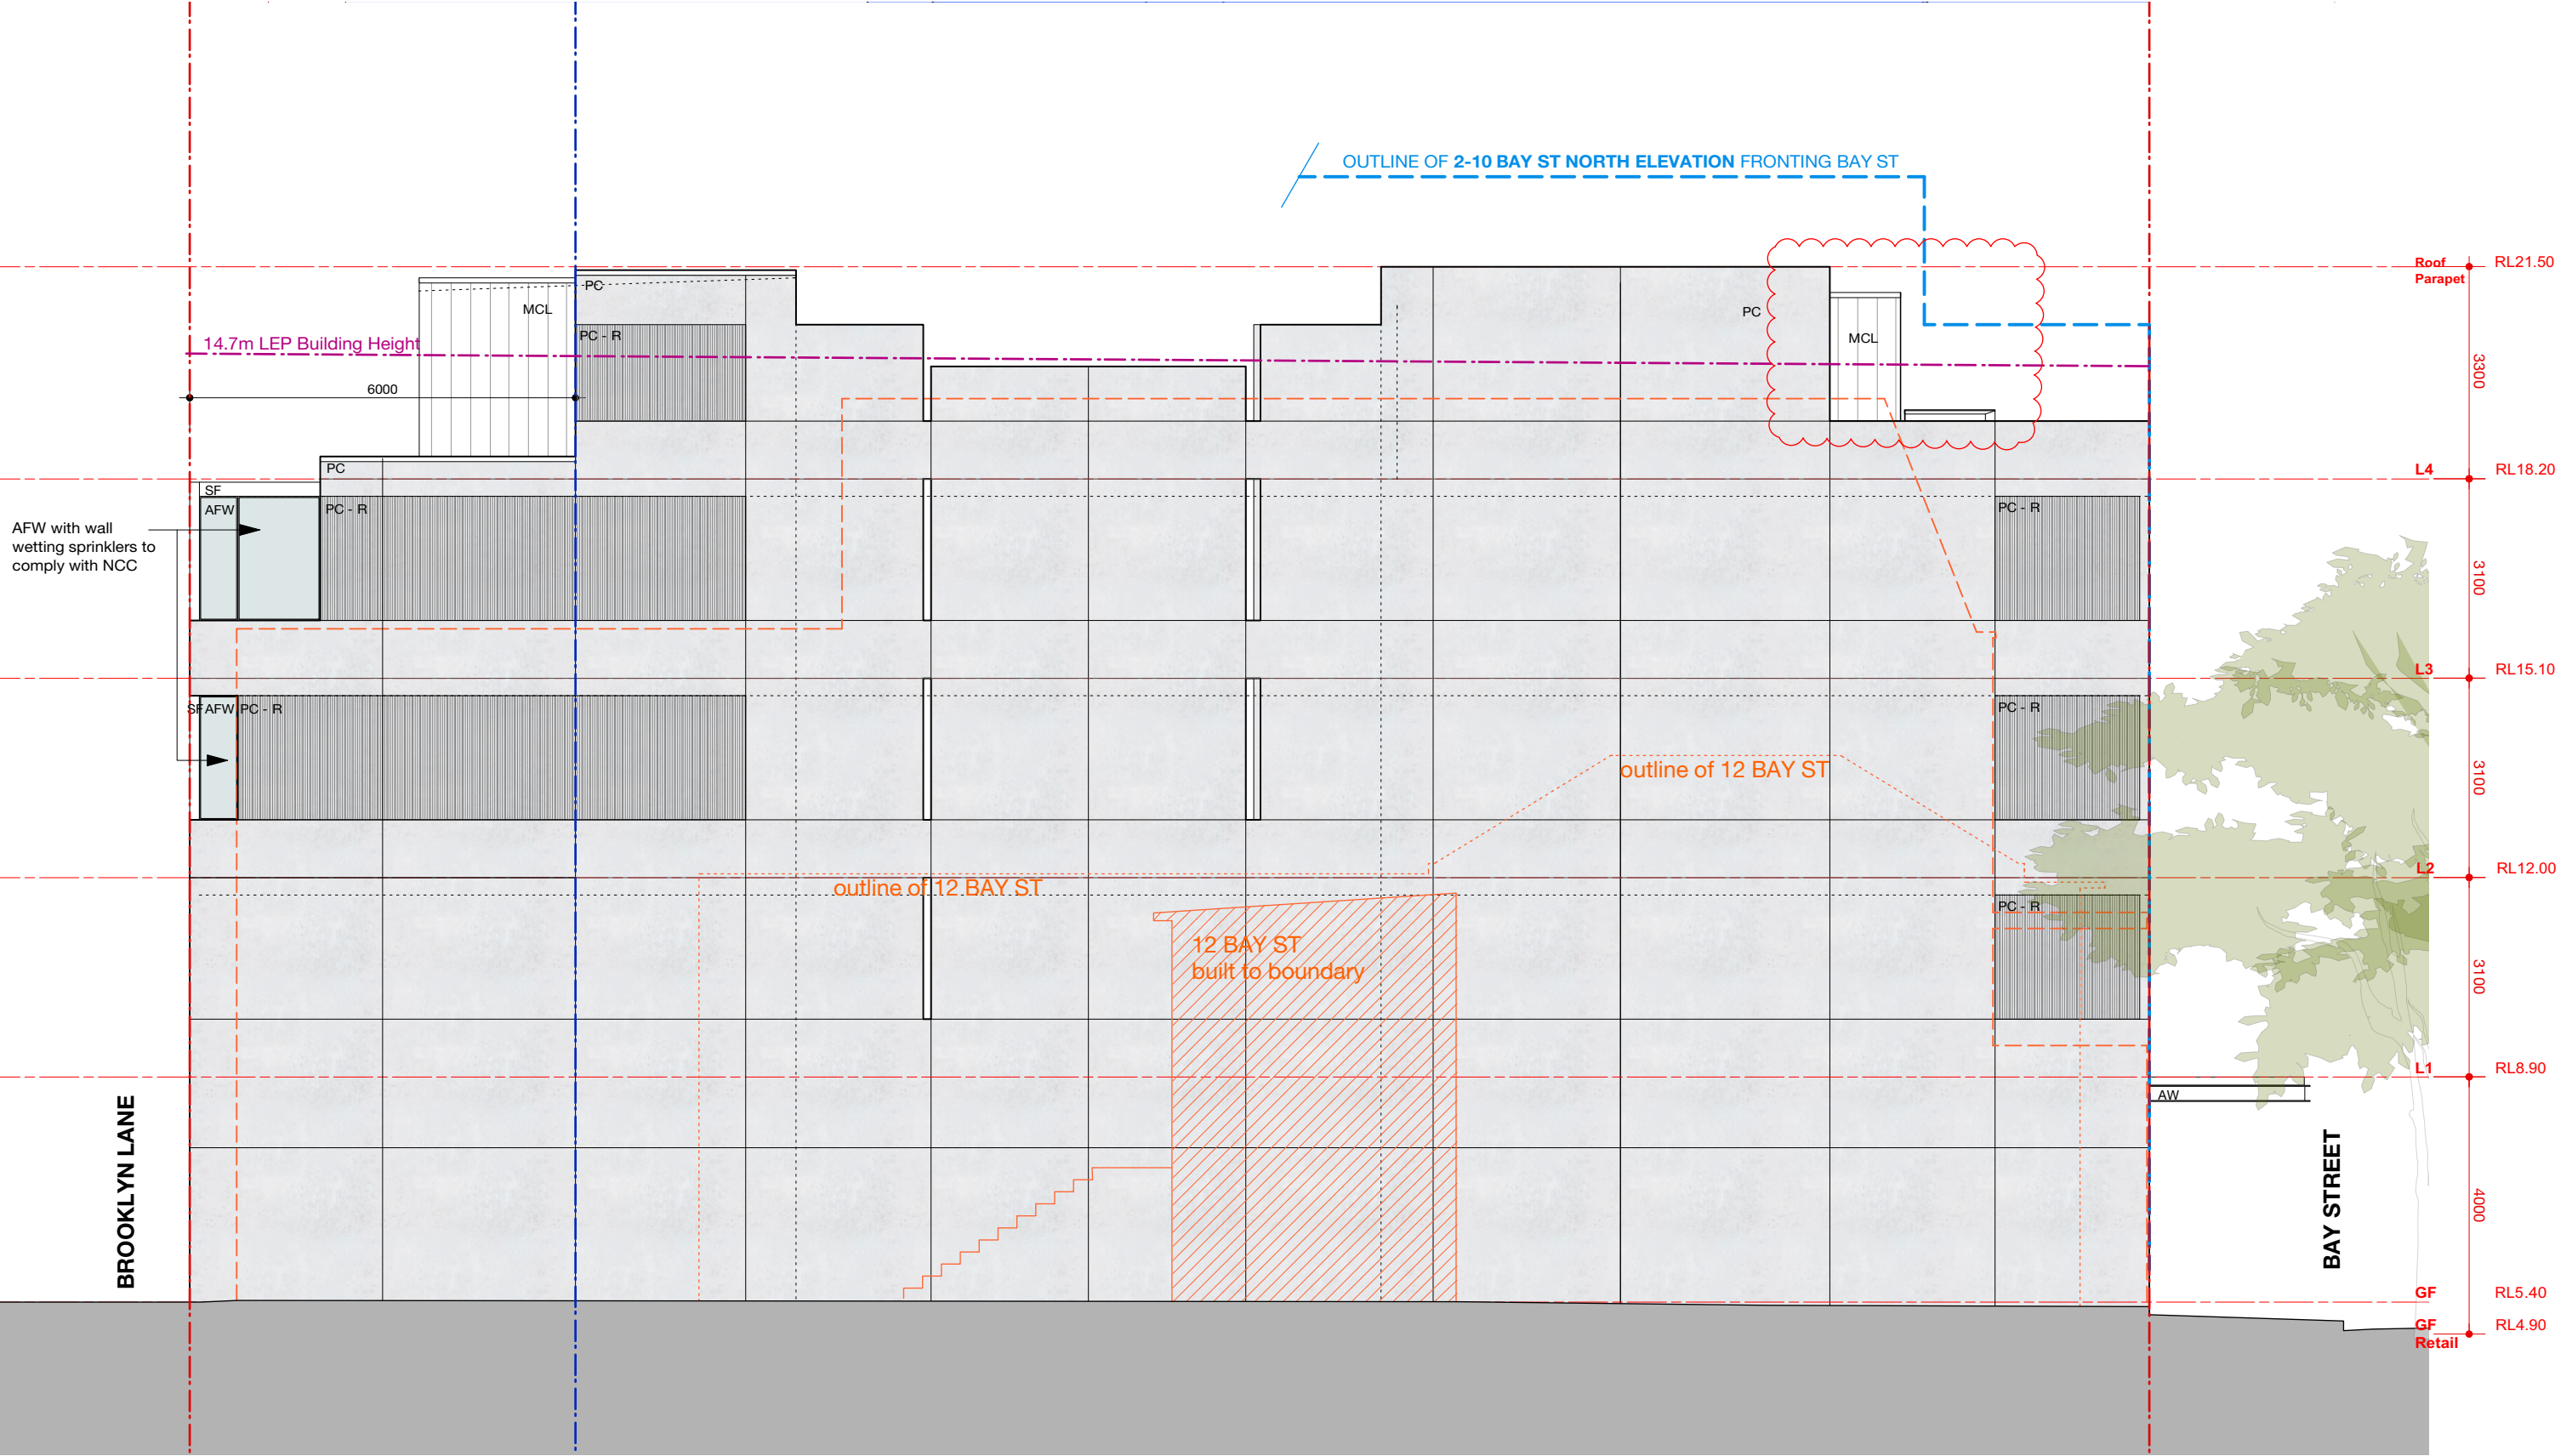 OUTLINE OF 2-10 BAY ST NORTH ELEVATION FRONTING BAY ST
Roof
Parapet
RL21.50
PC
MCL
PC
PC - R
MCL
14.7m LEP Building Height
3300
6000
PC
L4
RL18.20
SF
AFW
PC - R
PC - R
AFW with wall
wetting sprinklers to
comply with NCC
3100
L3
RL15.10
SF
AFW
PC - R
PC - R
outline of 12 BAY ST
3100
L2
RL12.00
outline of 12 BAY ST
PC - R
12 BAY ST
built to boundary
3100
L1
RL8.90
AW
BROOKLYN LANE
BAY STREET
4000
GF
RL5.40
GF
Retail
RL4.90